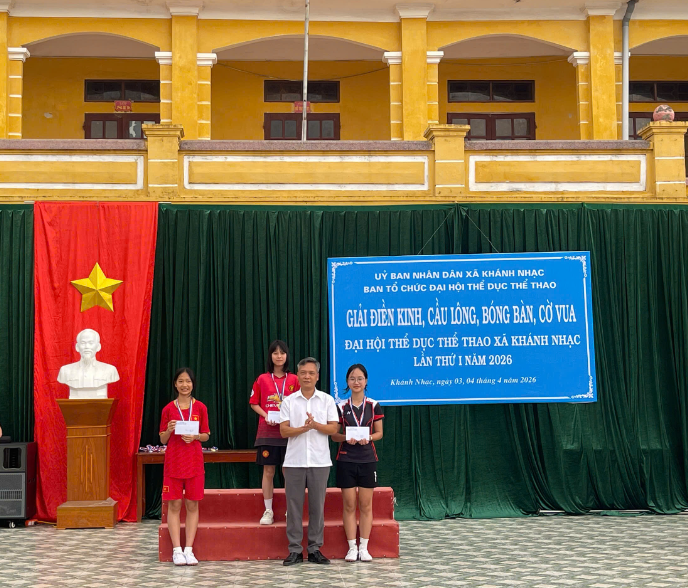 UỶ BAN NHÂN DÂN XÃ KHÁNH NHẠC
BAN TỔ CHỨC ĐẠI HỘI THỂ DỤC THỂ THAO
GIẢI ĐIỀN KINH, CẦU LÔNG, BÓNG BÀN, CỜ VUA
ĐẠI HỘI THỂ DỤC THỂ THAO XÃ KHÁNH NHẠC
LẦN THỨ I NĂM 2026
Khánh Nhạc, ngày 03, 04 tháng 4 năm 2026